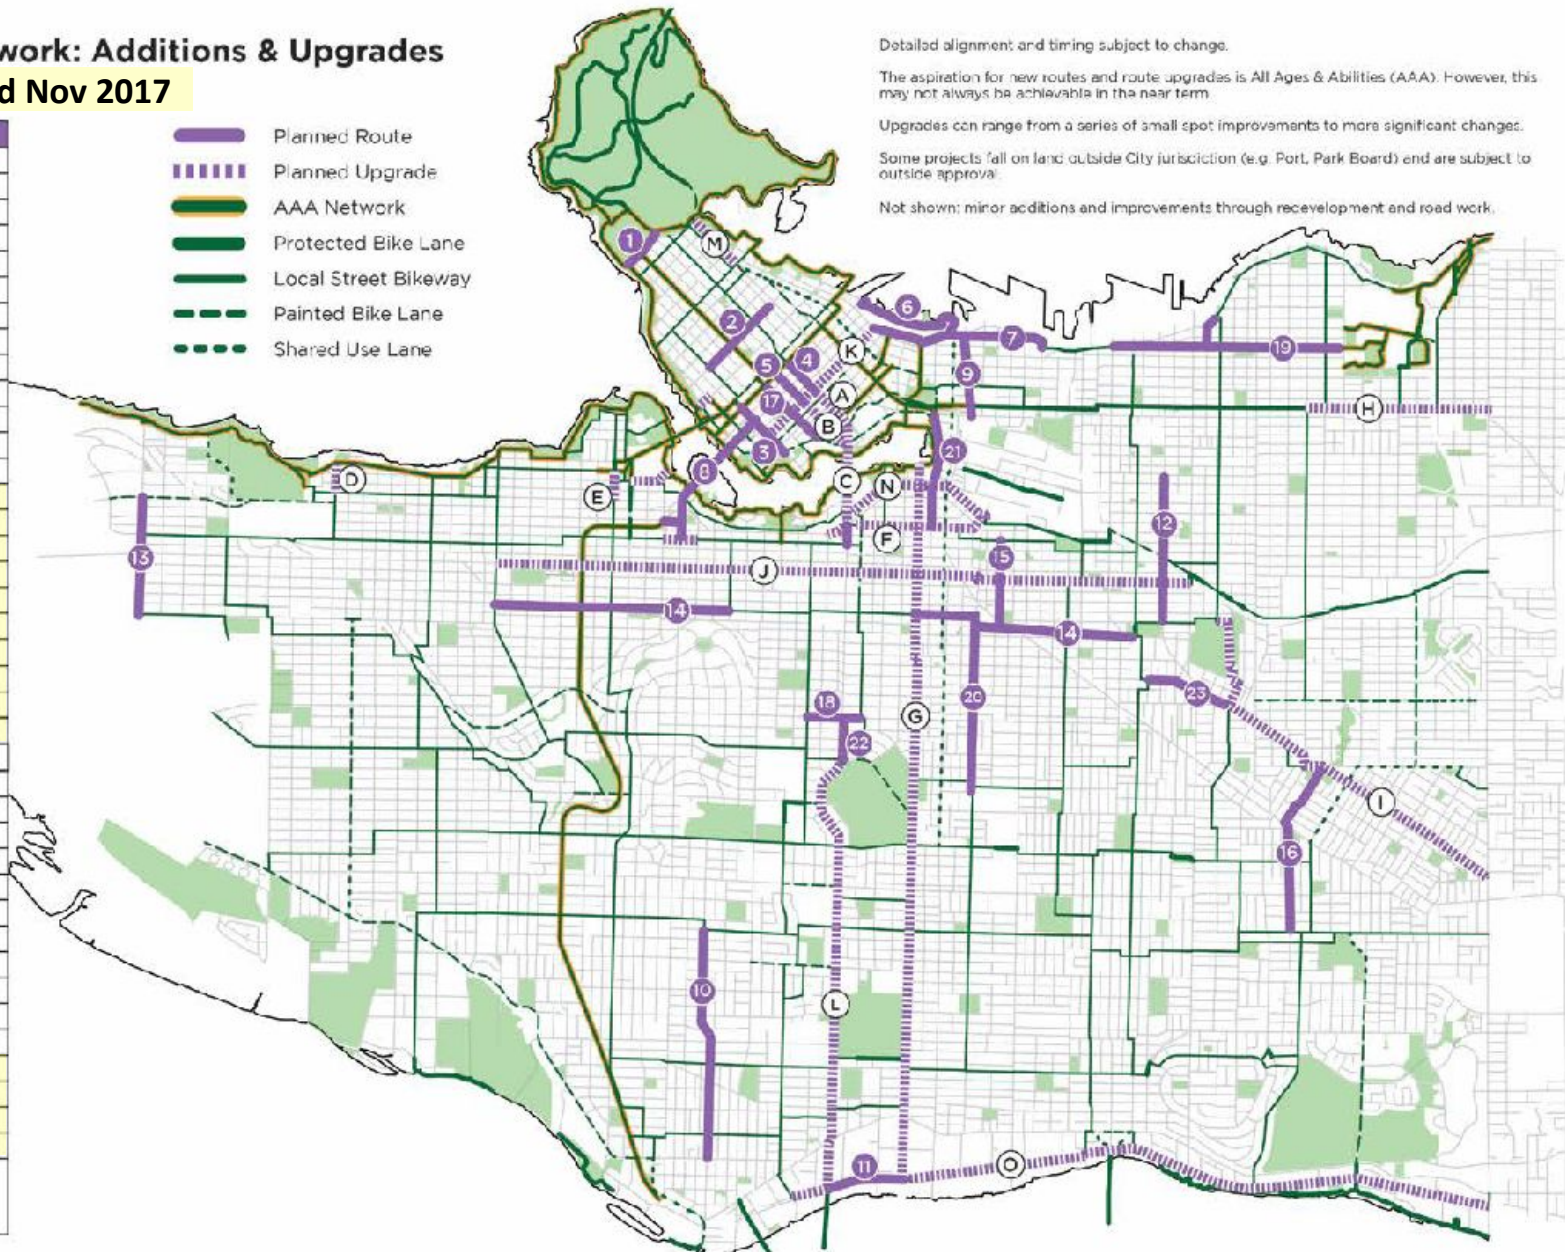 work: Additions & Upgrades
d Nov 2017
Planned Route
Planned Upgrade
AAA Network
Protected Bike Lane
Local Street Bikeway
Painted Bike Lane
Shared Use Lane
Detailed alignment and timing subject to change.
The aspiration for new routes and route upgrades is All Ages & Abilities (AAA). However, this
may not always be achievable in the near term.
Upgrades can range from a series of small spot improvements to more significant changes.
Some projects fall on land outside City jurisdiction (e.g. Port, Park Board) and are subject to
outside approval.
Not shown: minor additions and improvements through redevelopment and road work.
1
M
2
6
7
19
K
4
5
9
A
17
H
B
3
21
8
D
C
N
E
12
F
13
15
J
14
14
23
20
18
G
22
I
16
10
L
11
O